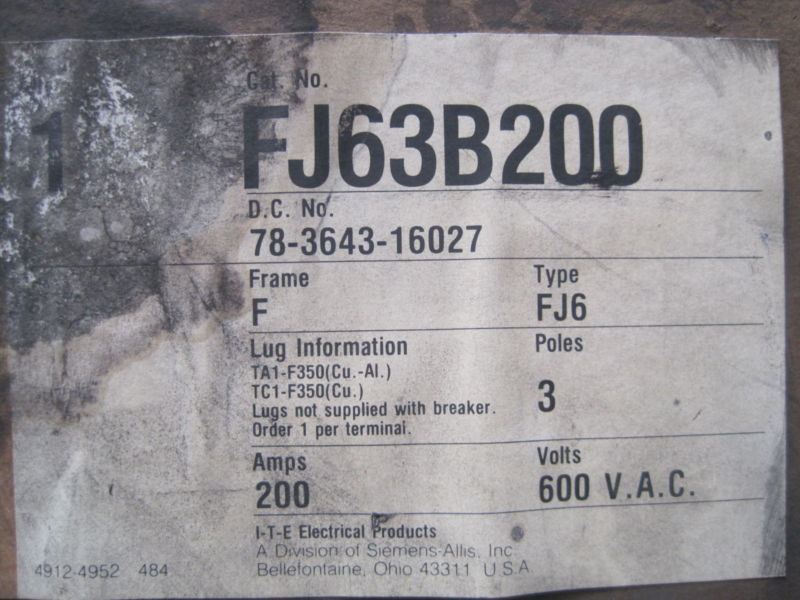 Cat. No.
1 FJ63B200
D.C. No.
78-3643-16027
Frame Type
F FJ6
Lug Information Poles
TA1-F350(Cu.-Al.)
TC1-F350(Cu.) 3
Lugs not supplied with breaker.
Order 1 per terminal.
Amps Volts
200 600 V.A.C.
I-T-E Electrical Products
A Division of Siemens-Allis, Inc.
Bellefontaine, Ohio 43311 U S A
4912-4952 484